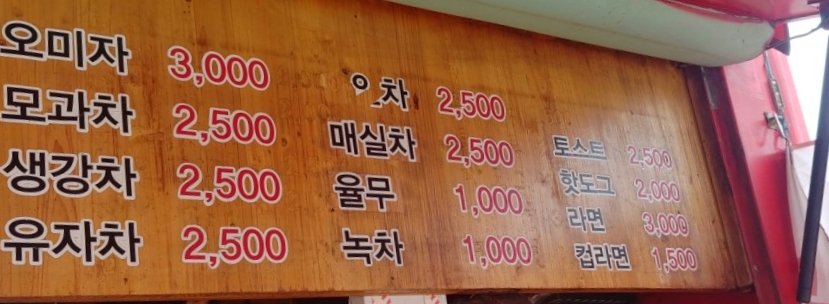 오미자 3,000
모과차 2,500
생강차 2,500
유자차 2,500
차 2,500
매실차 2,500
율무 1,000
녹차 1,000
토스트 2,500
핫도그 2,000
라면 3,000
컵라면 1,500